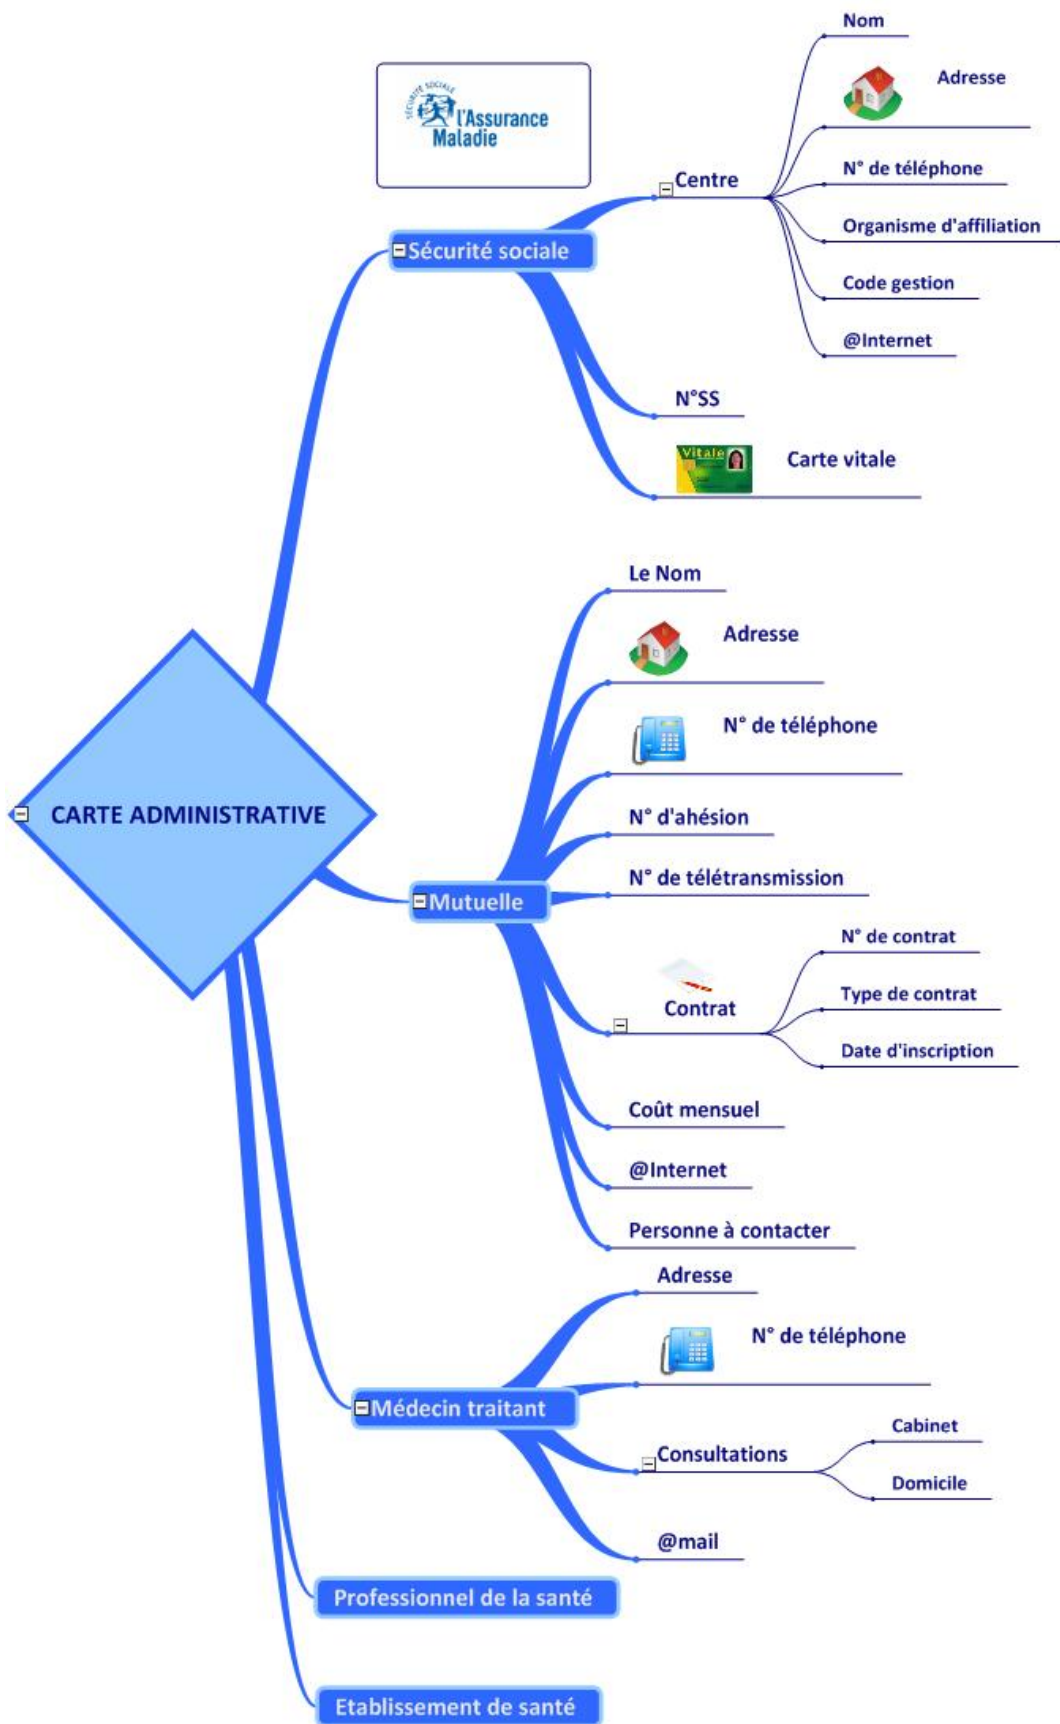 SÉCURITÉ SOCIALE
l'Assurance
Maladie
Nom
Adresse
Centre
N° de téléphone
Organisme d'affiliation
Code gestion
@Internet
Sécurité sociale
N°SS
Vitale
Carte vitale
Le Nom
Adresse
N° de téléphone
CARTE ADMINISTRATIVE
N° d'ahésion
N° de télétransmission
Mutuelle
Contrat
N° de contrat
Type de contrat
Date d'inscription
Coût mensuel
@Internet
Personne à contacter
Adresse
N° de téléphone
Médecin traitant
Consultations
Cabinet
Domicile
@mail
Professionnel de la santé
Etablissement de santé